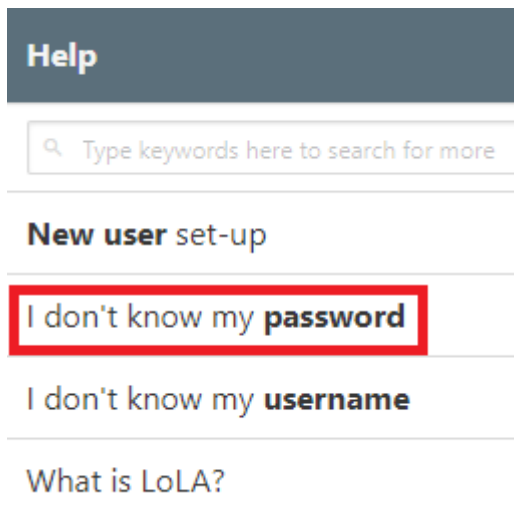 Help
Type keywords here to search for more
New user set-up
I don't know my password
I don't know my username
What is LoLA?